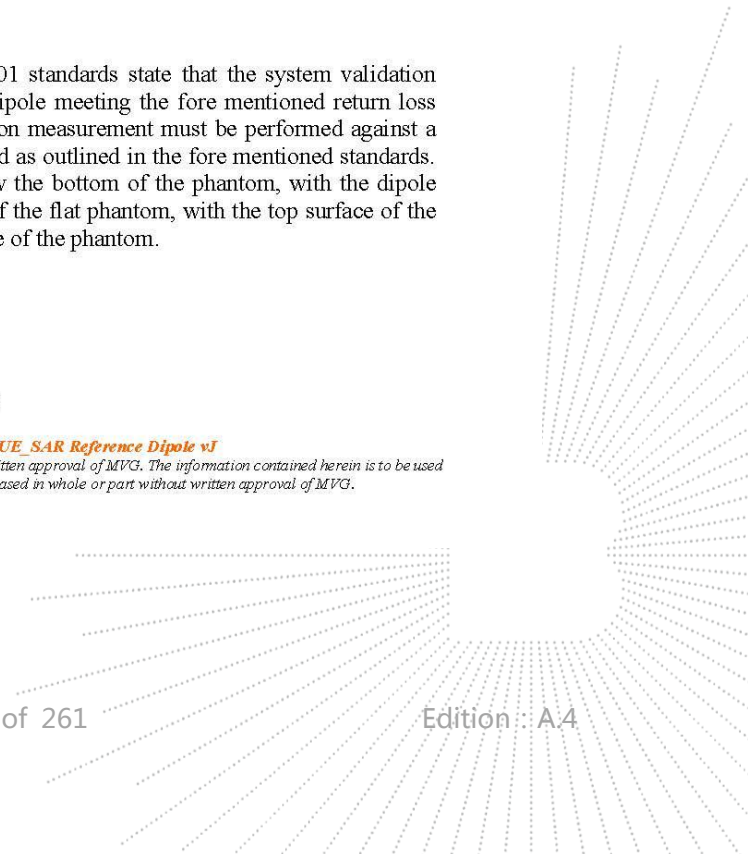 01 standards state that the system validation
ipole meeting the fore mentioned return loss
on measurement must be performed against a
d as outlined in the fore mentioned standards.
the bottom of the phantom, with the dipole
f the flat phantom, with the top surface of the
e of the phantom.
UE_SAR Reference Dipole vJ
itten approval of MVG. The information contained herein is to be used
ased in whole or part without written approval of MVG.
of 261
Edition : A.4